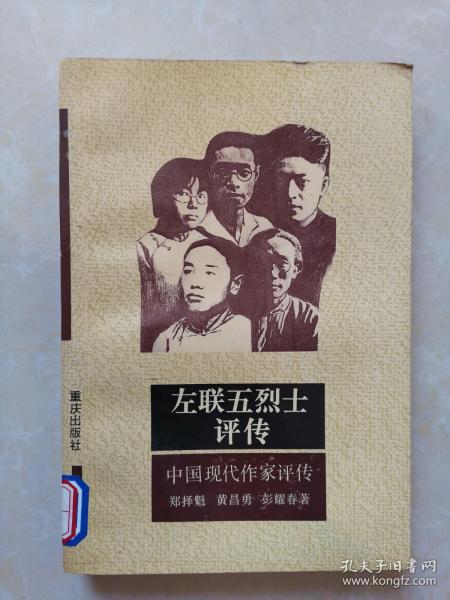 左联五烈士
评传
中国现代作家评传
郑择魁 黄昌勇 彭耀春著
重庆出版社
孔夫子旧书网
www.kongfz.com